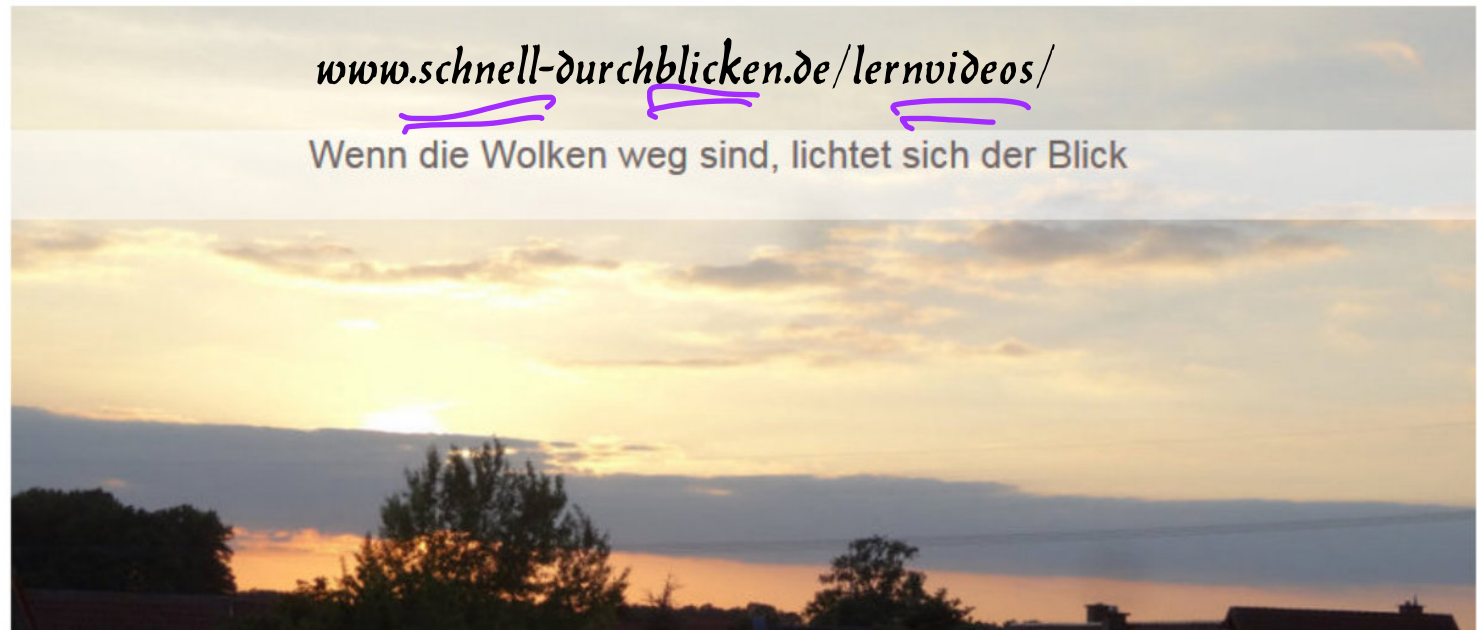 www.schnell-durchblicken.de/lernvideos/
Wenn die Wolken weg sind, lichtet sich der Blick